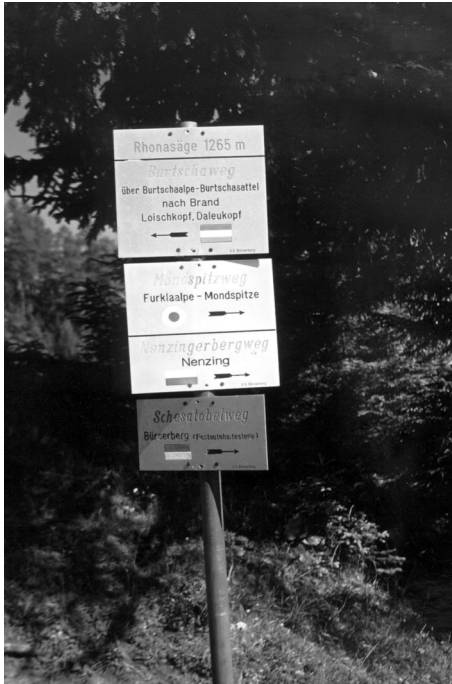 Rhonasäge 1265 m
Burtschaweg
über Burtschaalpe-Burtschasattel
nach Brand
Loischkopf, Daleukopf
Mondspitzweg
Furklaalpe - Mondspitze
Nenzingerbergweg
Nenzing
Schesatobelweg
Bürserberg